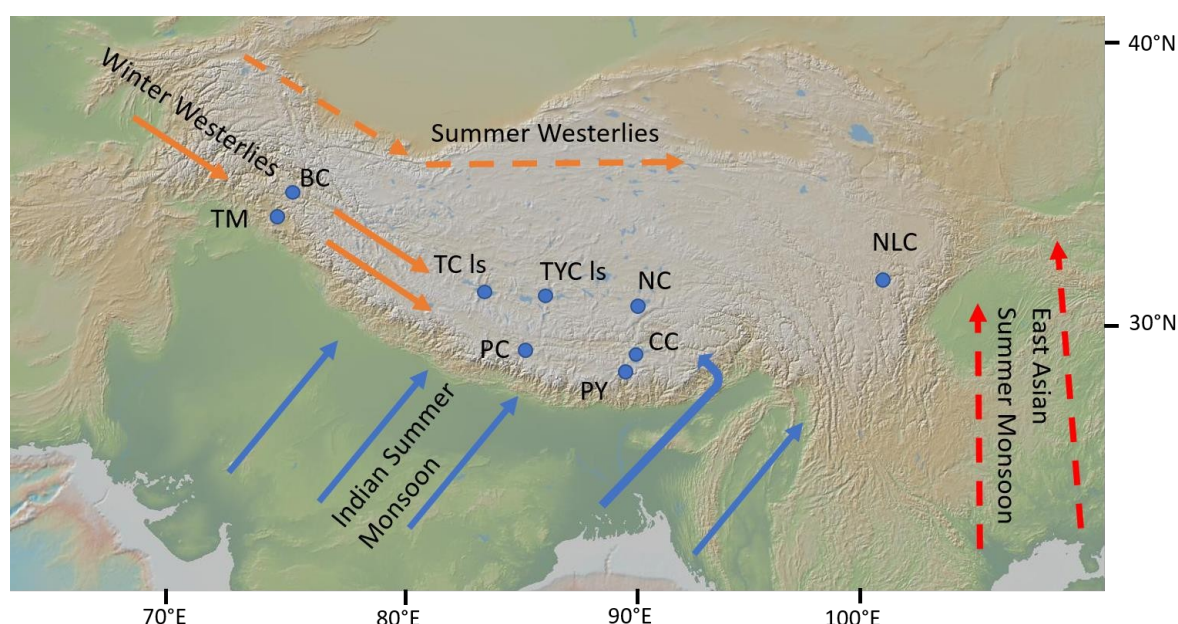 40°N
Winter Westerlies
Summer Westerlies
BC
TM
NLC
TC ls
TYC ls
NC
30°N
PC
CC
PY
Indian Summer
Monsoon
East Asian
Summer Monsoon
70°E
80°E
90°E
100°E